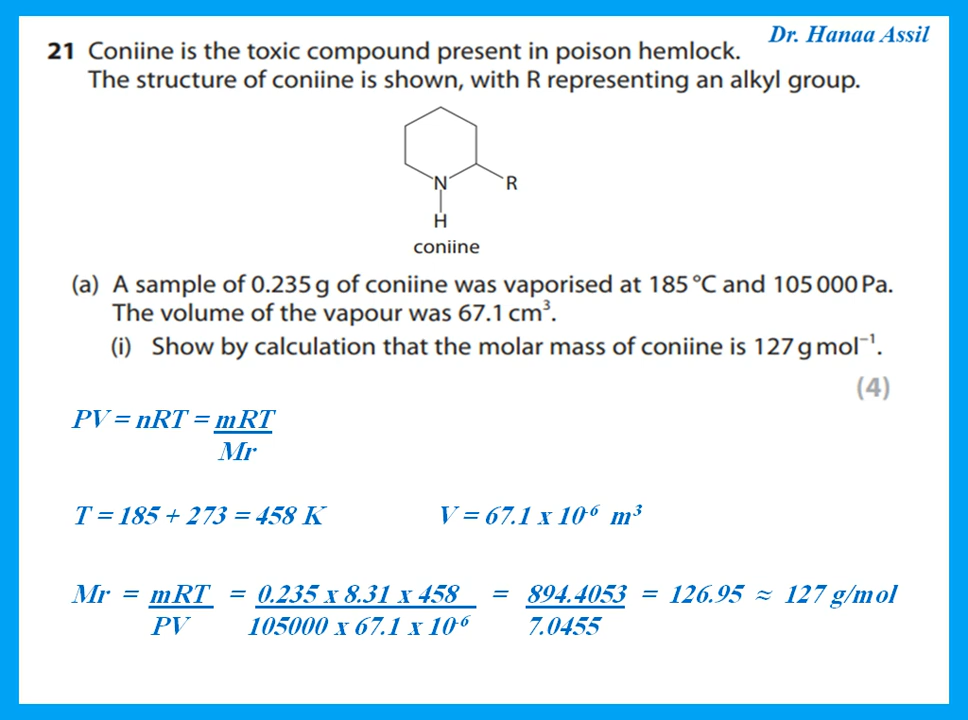 Dr. Hanaa Assil
21 Coniine is the toxic compound present in poison hemlock.
The structure of coniine is shown, with R representing an alkyl group.
N
R
H
coniine
(a) A sample of 0.235 g of coniine was vaporised at 185 °C and 105 000 Pa.
The volume of the vapour was 67.1 cm³.
(i) Show by calculation that the molar mass of coniine is 127 g mol⁻¹.
(4)
PV = nRT = mRT
Mr
T = 185 + 273 = 458 K V = 67.1 x 10⁻⁶ m³
Mr = mRT = 0.235 x 8.31 x 458 = 894.4053 = 126.95 ≈ 127 g/mol
PV 105000 x 67.1 x 10⁻⁶ 7.0455